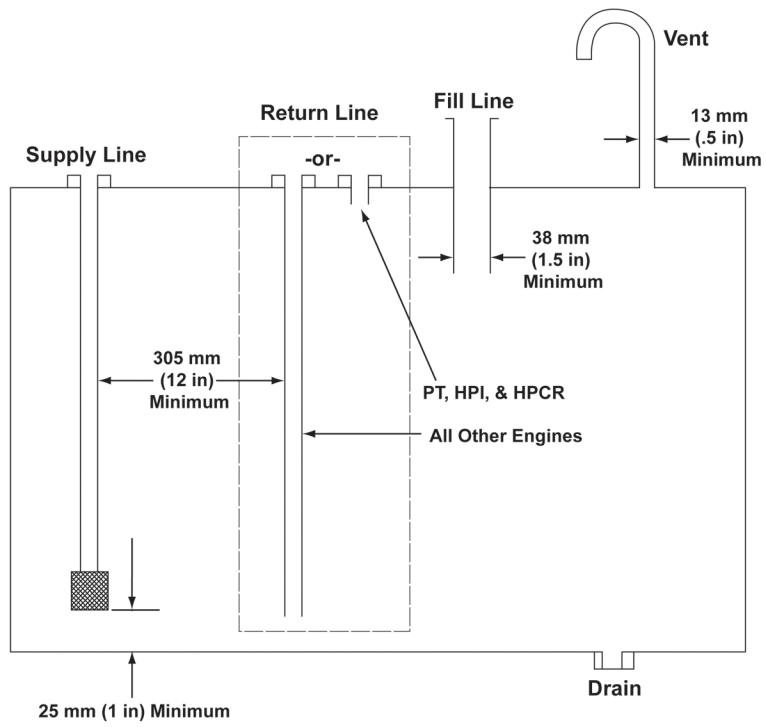 Vent
Fill Line
Return Line
13 mm
(.5 in)
Minimum
Supply Line
-or-
38 mm
(1.5 in)
Minimum
305 mm
(12 in)
Minimum
PT, HPI, & HPCR
All Other Engines
Drain
25 mm (1 in) Minimum